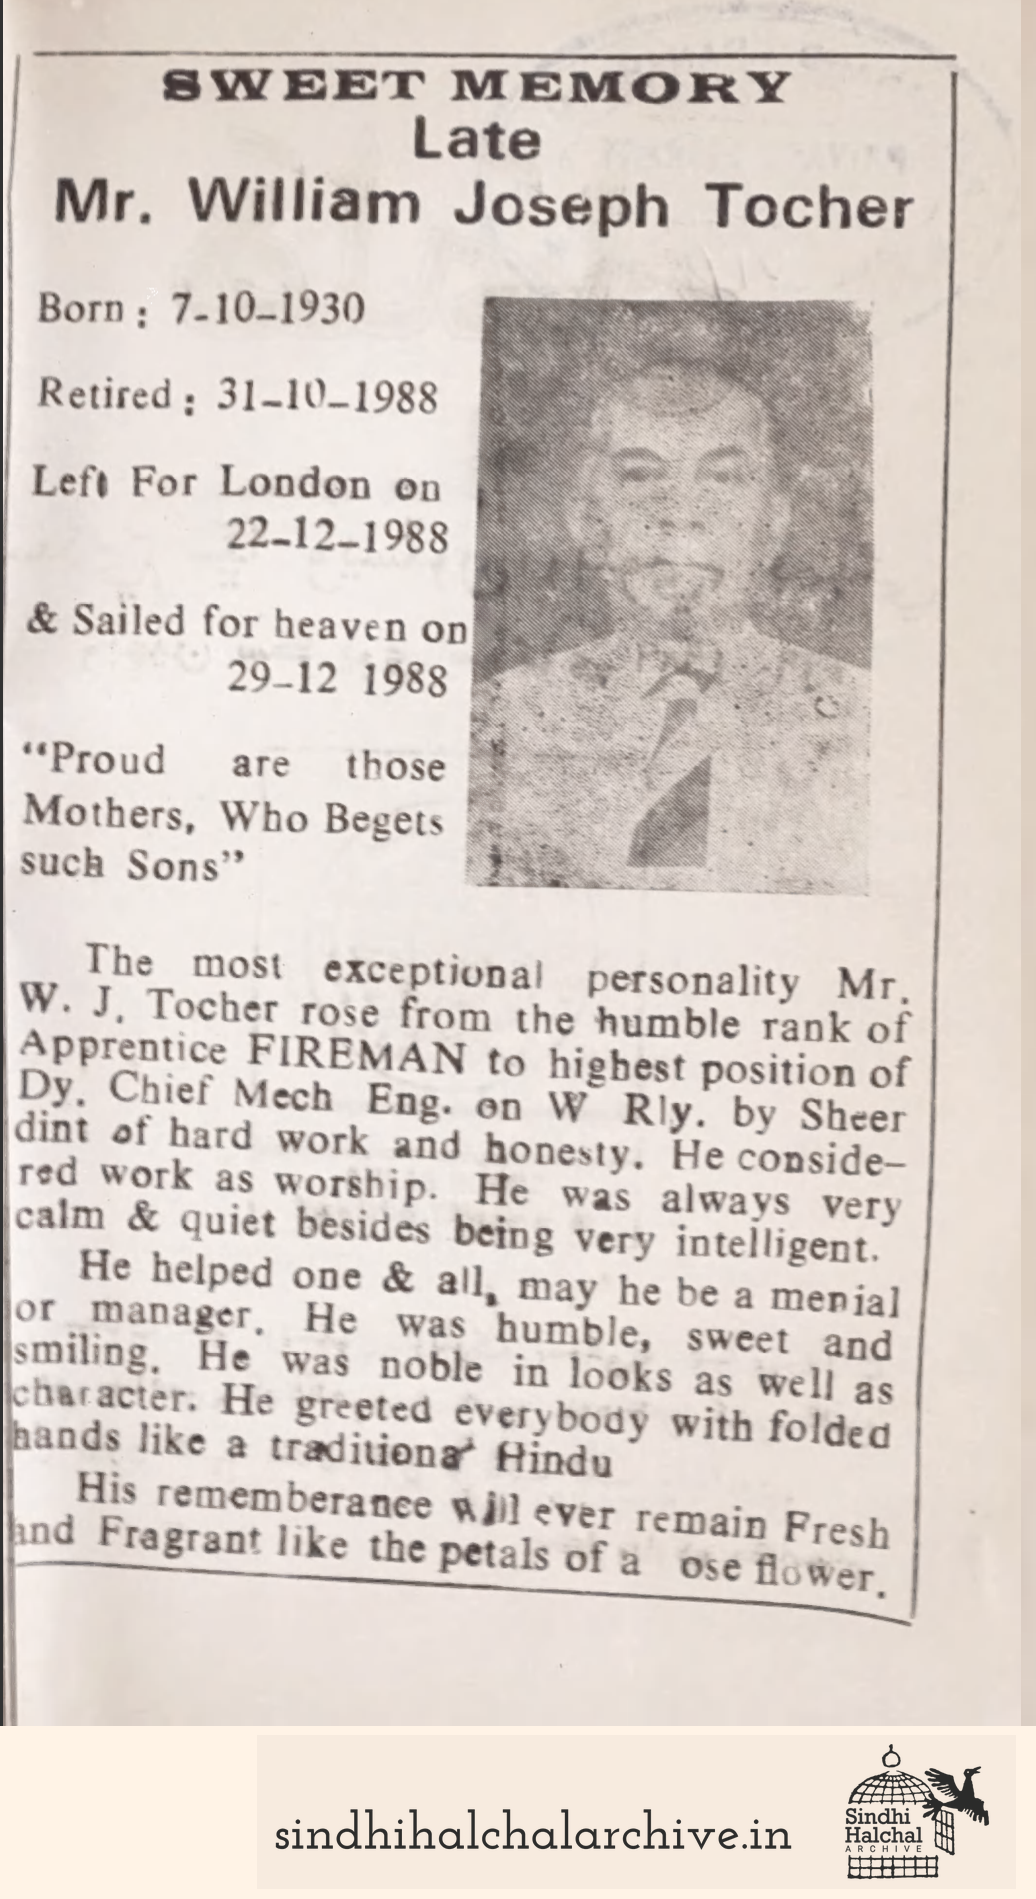 SWEET MEMORY
Late
Mr. William Joseph Tocher
Born : 7-10-1930
Retired : 31-10-1988
Left For London on
22-12-1988
& Sailed for heaven on
29-12 1988
“Proud are those
Mothers, Who Begets
such Sons”
The most exceptional personality Mr.
W. J. Tocher rose from the humble rank of
Apprentice FIREMAN to highest position of
Dy. Chief Mech Eng. on W Rly. by Sheer
dint of hard work and honesty. He conside-
red work as worship. He was always very
calm & quiet besides being very intelligent.
He helped one & all, may he be a menial
or manager. He was humble, sweet and
smiling. He was noble in looks as well as
character. He greeted everybody with folded
hands like a traditional Hindu
His rememberance will ever remain Fresh
and Fragrant like the petals of a ose flower.
sindhihalchalarchive.in
Sindhi
Halchal
ARCHIVE